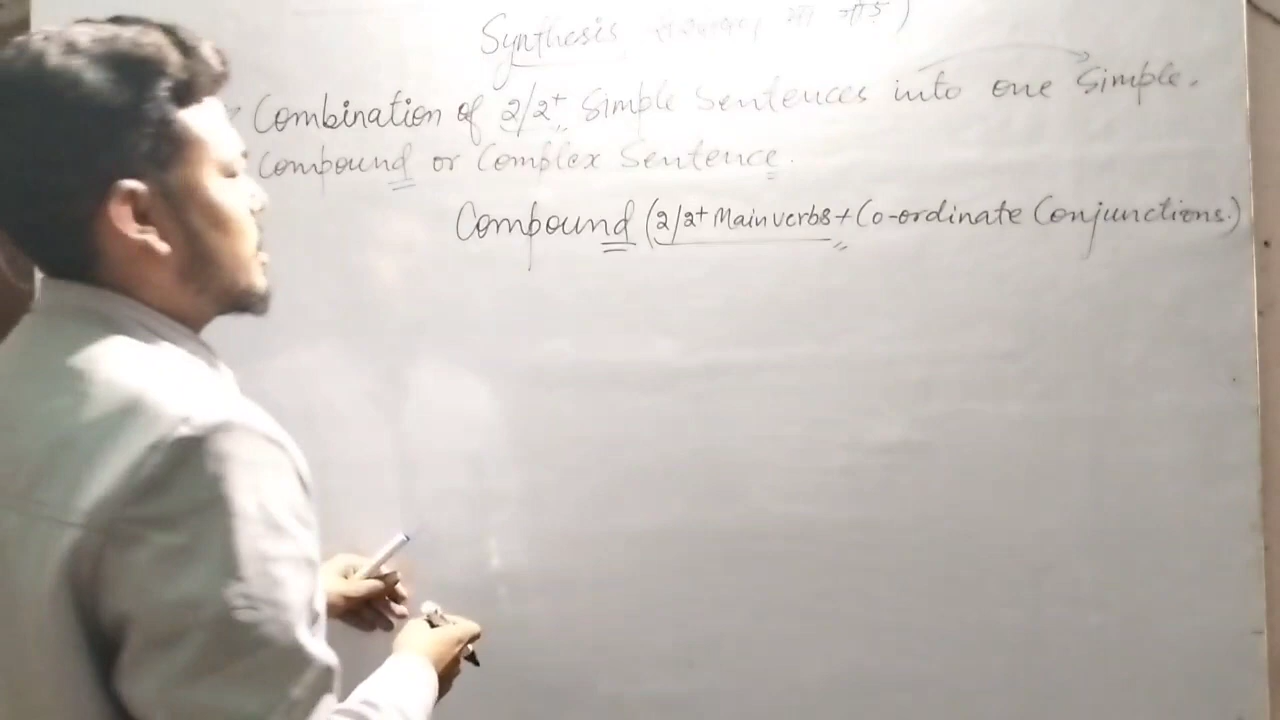 Synthesis
Combination of 2/2+ Simple Sentences into one Simple.
Compound or Complex Sentence.
Compound (2/2+ Main verbs + Co-ordinate Conjunctions.)